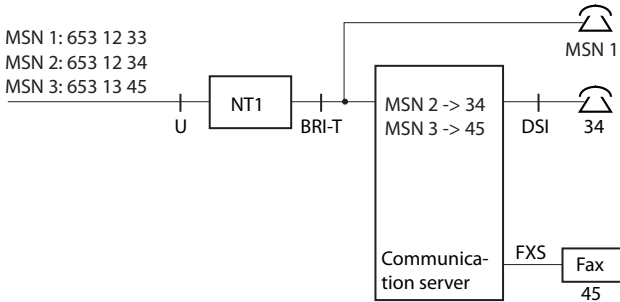 MSN 1: 653 12 33
MSN 2: 653 12 34
MSN 3: 653 13 45
MSN 1
NT1
U
BRI-T
MSN 2 -> 34
MSN 3 -> 45
DSI
34
Communica-
tion server
FXS
Fax
45